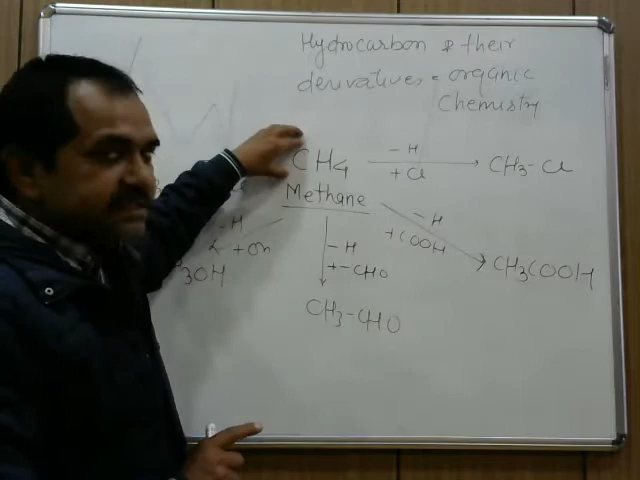 Hydrocarbon & their
derivatives = organic
Chemistry
CH4 -H +Cl CH3-Cl
Methane
-H +OH
3OH
-H
+-CHO
CH3-CHO
-H
+COOH
CH3COOH